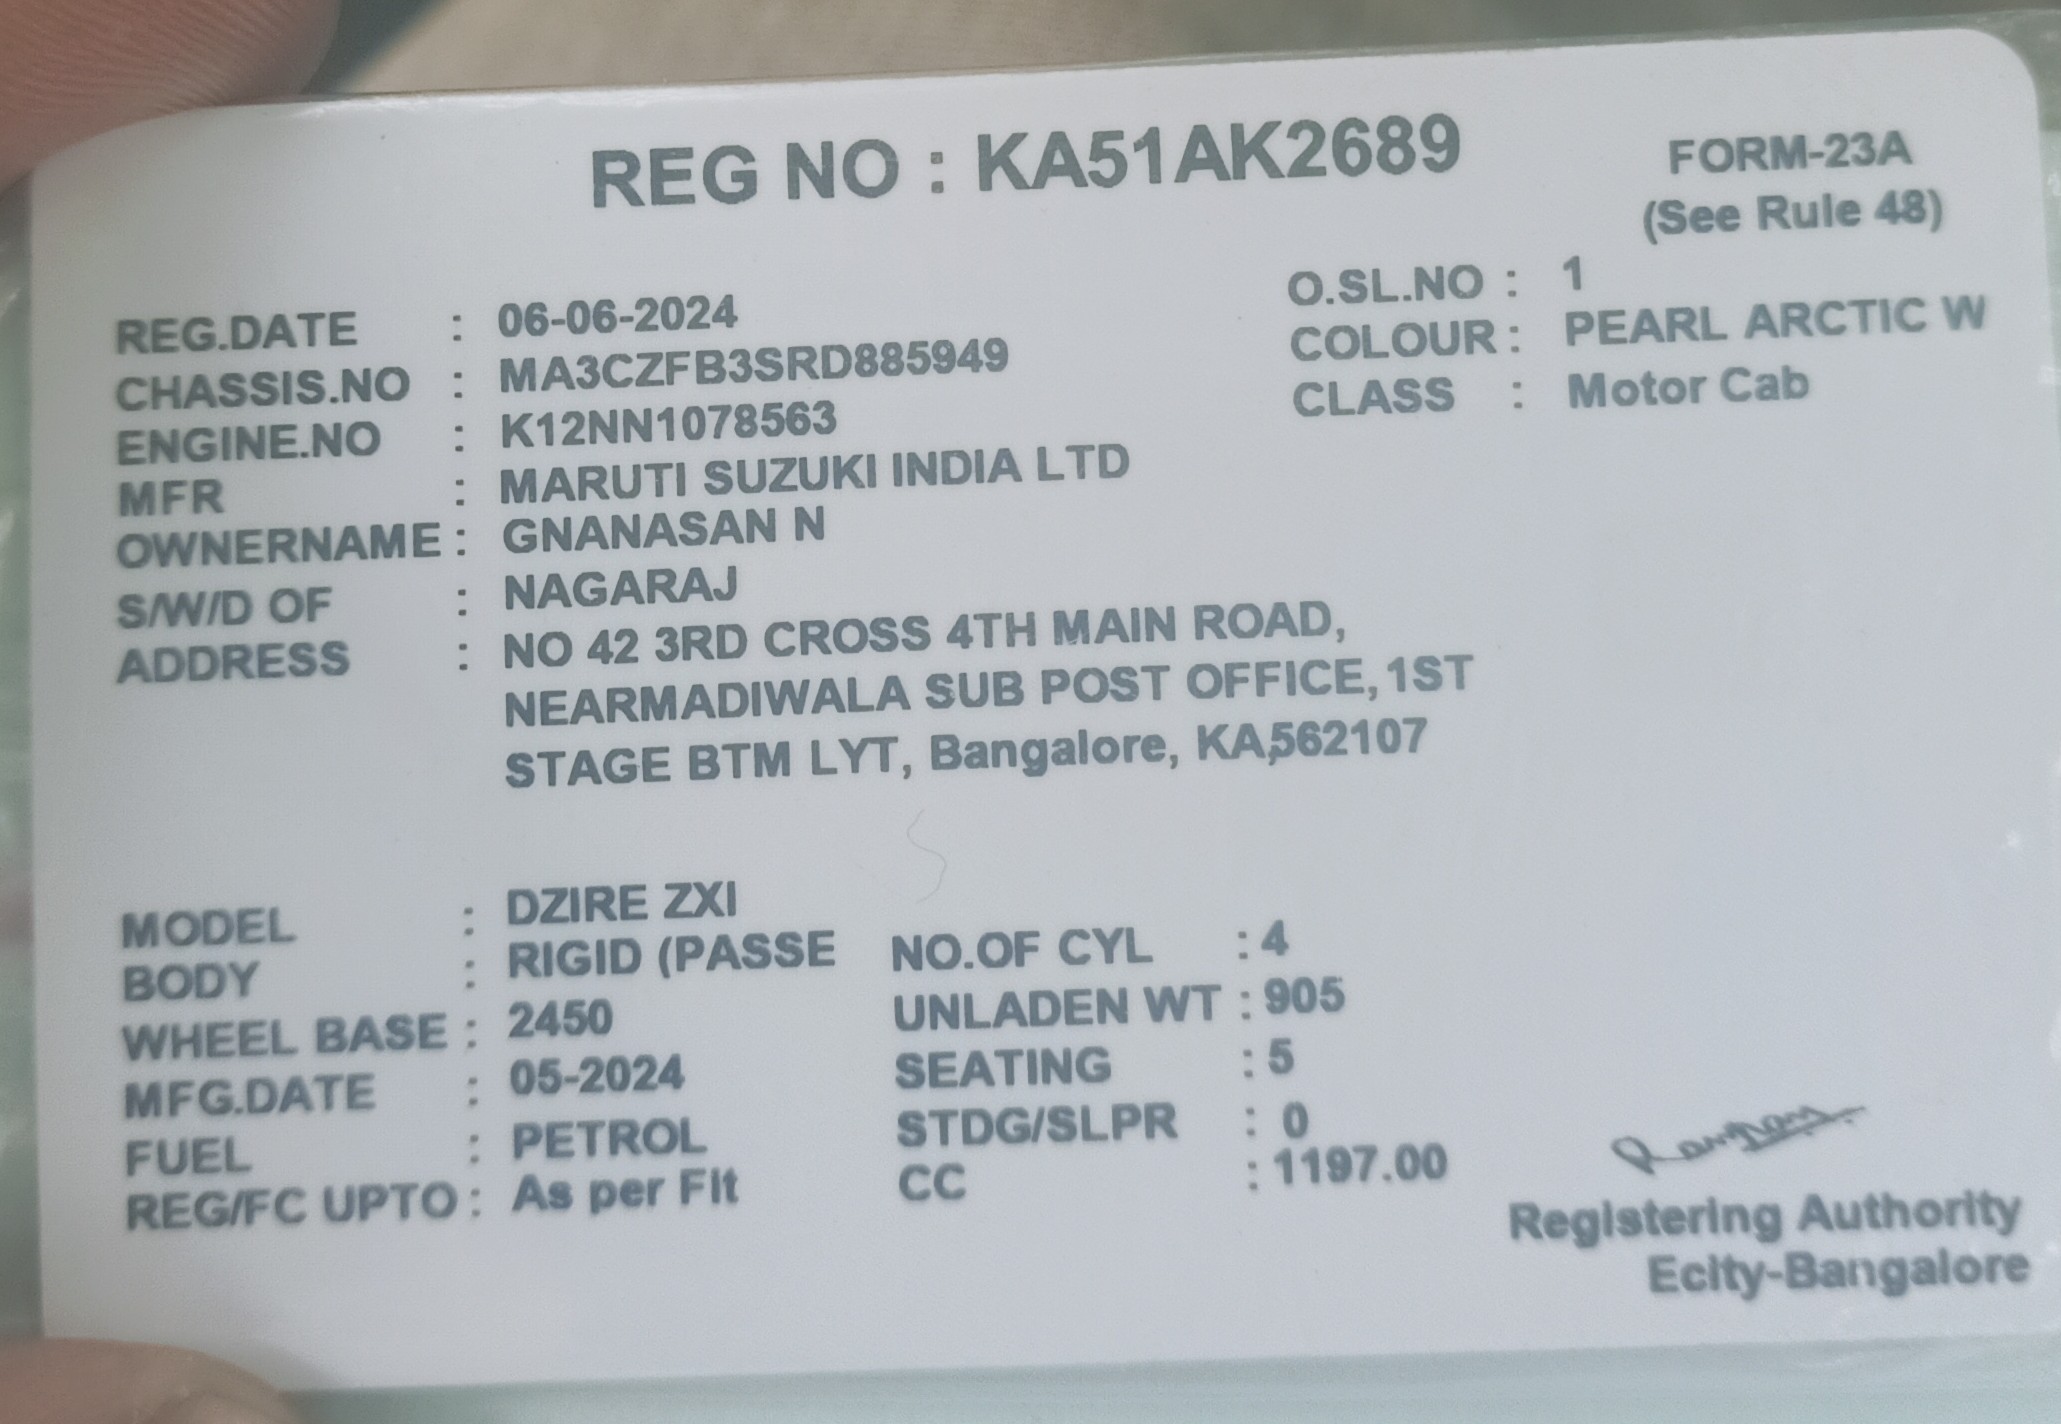 REG NO : KA51AK2689
FORM-23A
(See Rule 48)
REG.DATE : 06-06-2024
O.SL.NO : 1
CHASSIS.NO : MA3CZFB3SRD885949
COLOUR : PEARL ARCTIC W
ENGINE.NO : K12NN1078563
CLASS : Motor Cab
MFR : MARUTI SUZUKI INDIA LTD
OWNERNAME : GNANASAN N
S/W/D OF : NAGARAJ
ADDRESS : NO 42 3RD CROSS 4TH MAIN ROAD,
NEARMADIWALA SUB POST OFFICE, 1ST
STAGE BTM LYT, Bangalore, KA,562107
MODEL : DZIRE ZXI
BODY : RIGID (PASSE NO.OF CYL : 4
WHEEL BASE : 2450 UNLADEN WT : 905
MFG.DATE : 05-2024 SEATING : 5
FUEL : PETROL STDG/SLPR : 0
REG/FC UPTO : As per FIt CC : 1197.00
RegIsterIng AuthorIty
EcIty-Bangalore